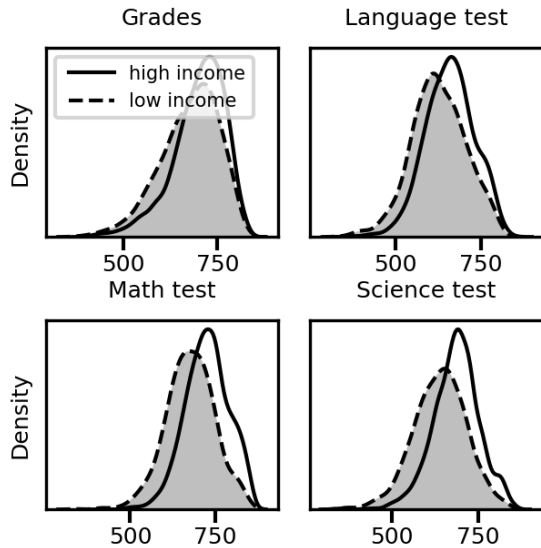 Grades
Language test
high income
low income
Density
500 750
500 750
Math test
Science test
Density
500 750
500 750